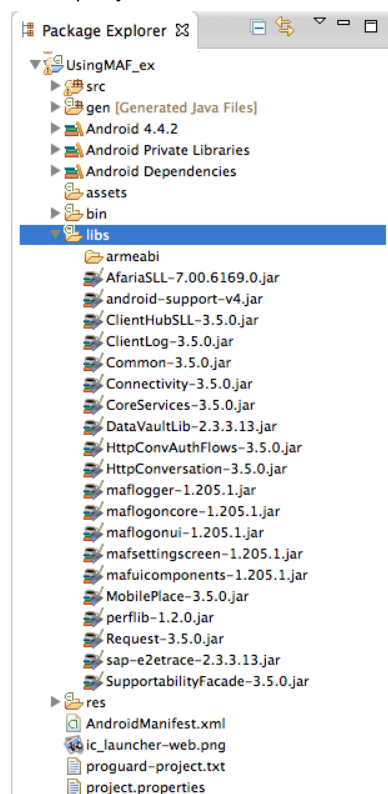 Package Explorer
UsingMAF_ex
src
gen [Generated Java Files]
Android 4.4.2
Android Private Libraries
Android Dependencies
assets
bin
libs
armeabi
AfariaSLL-7.00.6169.0.jar
android-support-v4.jar
ClientHubSLL-3.5.0.jar
ClientLog-3.5.0.jar
Common-3.5.0.jar
Connectivity-3.5.0.jar
CoreServices-3.5.0.jar
DataVaultLib-2.3.3.13.jar
HttpConvAuthFlows-3.5.0.jar
HttpConversation-3.5.0.jar
maflogger-1.205.1.jar
maflogoncore-1.205.1.jar
maflogonui-1.205.1.jar
mafsettingscreen-1.205.1.jar
mafuicomponents-1.205.1.jar
MobilePlace-3.5.0.jar
perflib-1.2.0.jar
Request-3.5.0.jar
sap-e2etrace-2.3.3.13.jar
SupportabilityFacade-3.5.0.jar
res
AndroidManifest.xml
ic_launcher-web.png
proguard-project.txt
project.properties